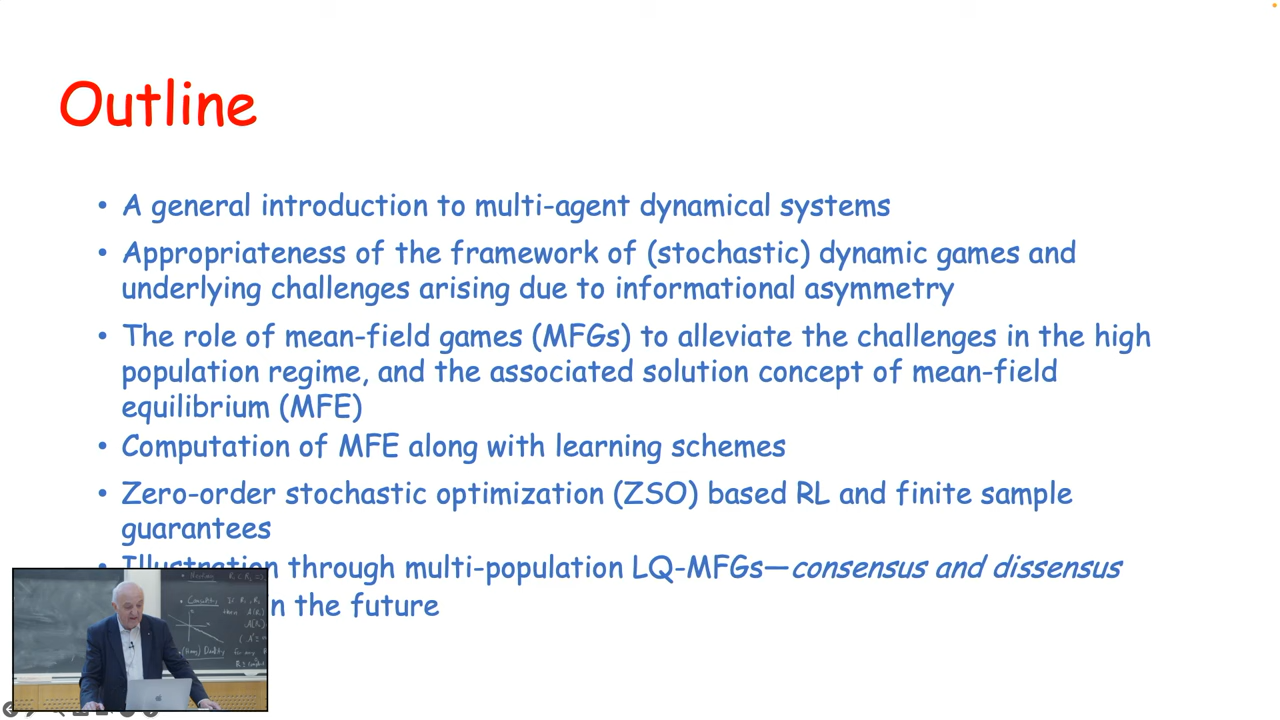 Outline
• A general introduction to multi-agent dynamical systems
• Appropriateness of the framework of (stochastic) dynamic games and
underlying challenges arising due to informational asymmetry
• The role of mean-field games (MFGs) to alleviate the challenges in the high
population regime, and the associated solution concept of mean-field
equilibrium (MFE)
• Computation of MFE along with learning schemes
• Zero-order stochastic optimization (ZSO) based RL and finite sample
guarantees
• Illustration through multi-population LQ-MFGs—consensus and dissensus
n the future